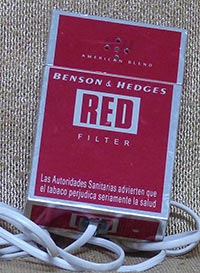 AMERICAN BLEND
BENSON & HEDGES
RED
FILTER
Las Autoridades Sanitarias advierten que
el tabaco perjudica seriamente la salud